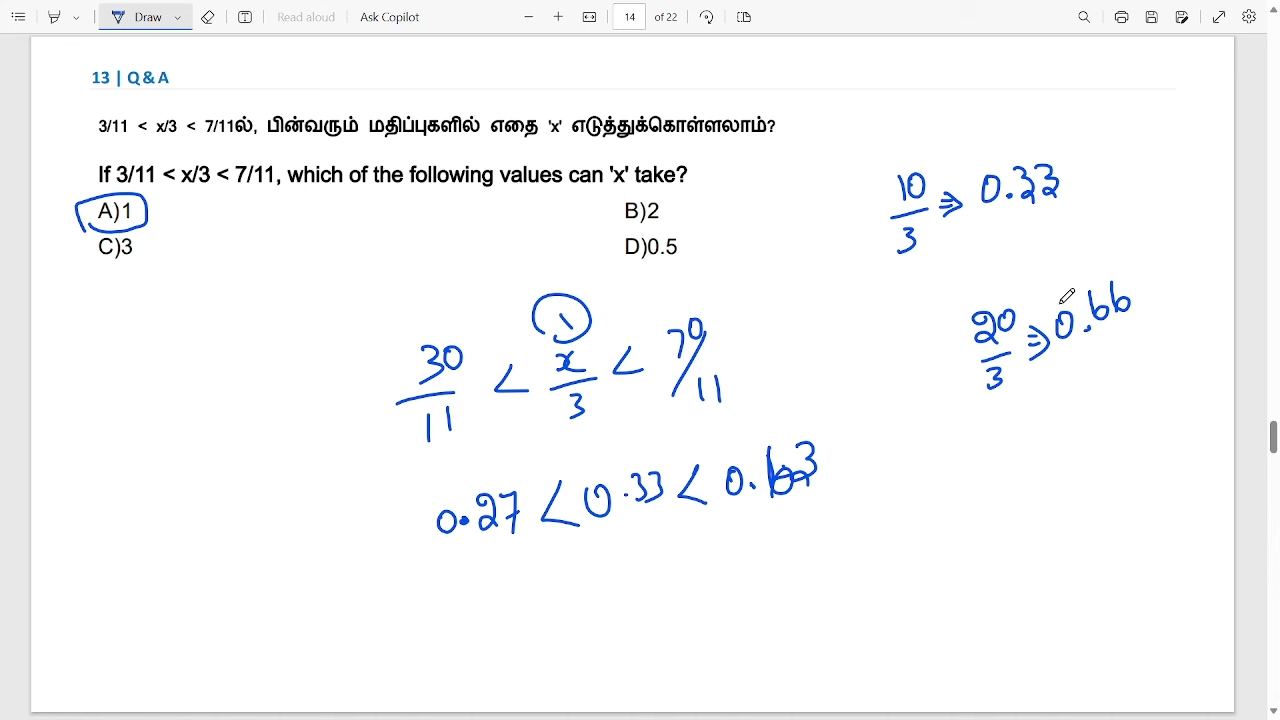 Draw
Read aloud
Ask Copilot
14 of 22
13 | Q&A
3/11 < x/3 < 7/11ல், பின்வரும் மதிப்புகளில் எதை 'x' எடுத்துக்கொள்ளலாம்?
If 3/11 < x/3 < 7/11, which of the following values can 'x' take?
A)1 B)2
C)3 D)0.5
10/3 ⇒ 0.33
20/3 ⇒ 0.66
1
30/11 < x/3 < 70/11
0.27 < 0.33 < 0.63